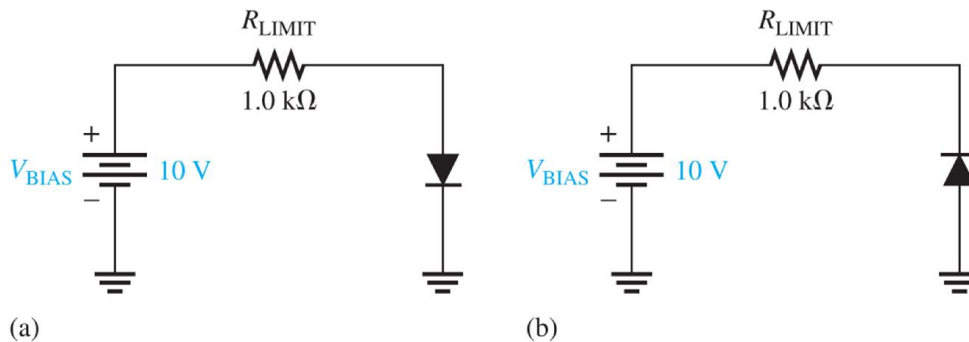 R_LIMIT
1.0 kΩ
+
V_BIAS 10 V
−
(a)
R_LIMIT
1.0 kΩ
+
V_BIAS 10 V
−
(b)